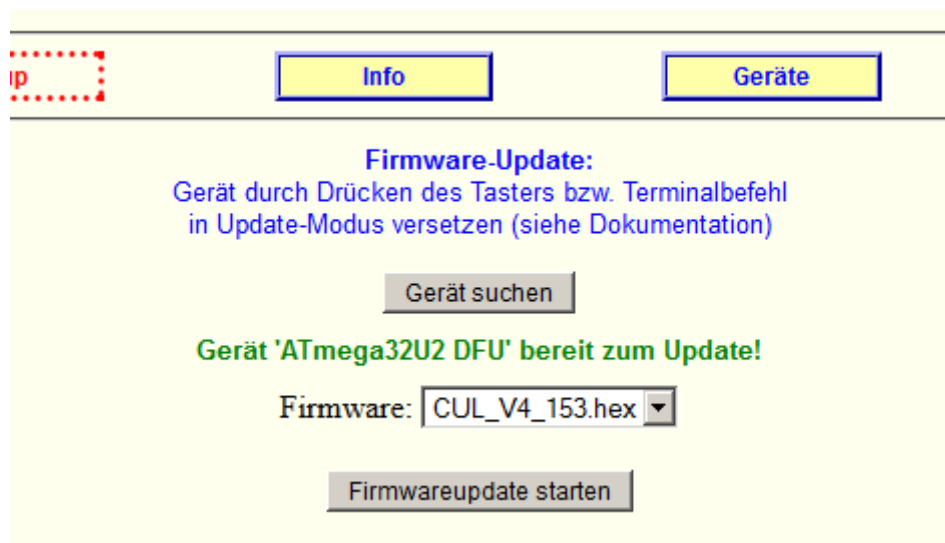 up
Info
Geräte
Firmware-Update:
Gerät durch Drücken des Tasters bzw. Terminalbefehl
in Update-Modus versetzen (siehe Dokumentation)
Gerät suchen
Gerät 'ATmega32U2 DFU' bereit zum Update!
Firmware: CUL_V4_153.hex
Firmwareupdate starten